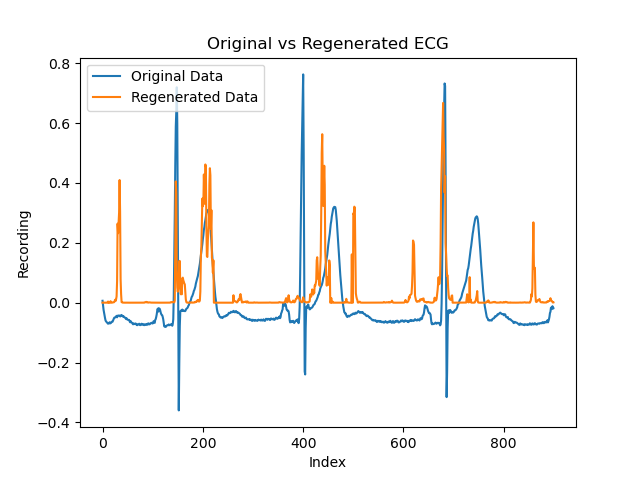 Original vs Regenerated ECG
Original Data
Regenerated Data
Recording
0.8
0.6
0.4
0.2
0.0
−0.2
−0.4
0
200
400
600
800
Index